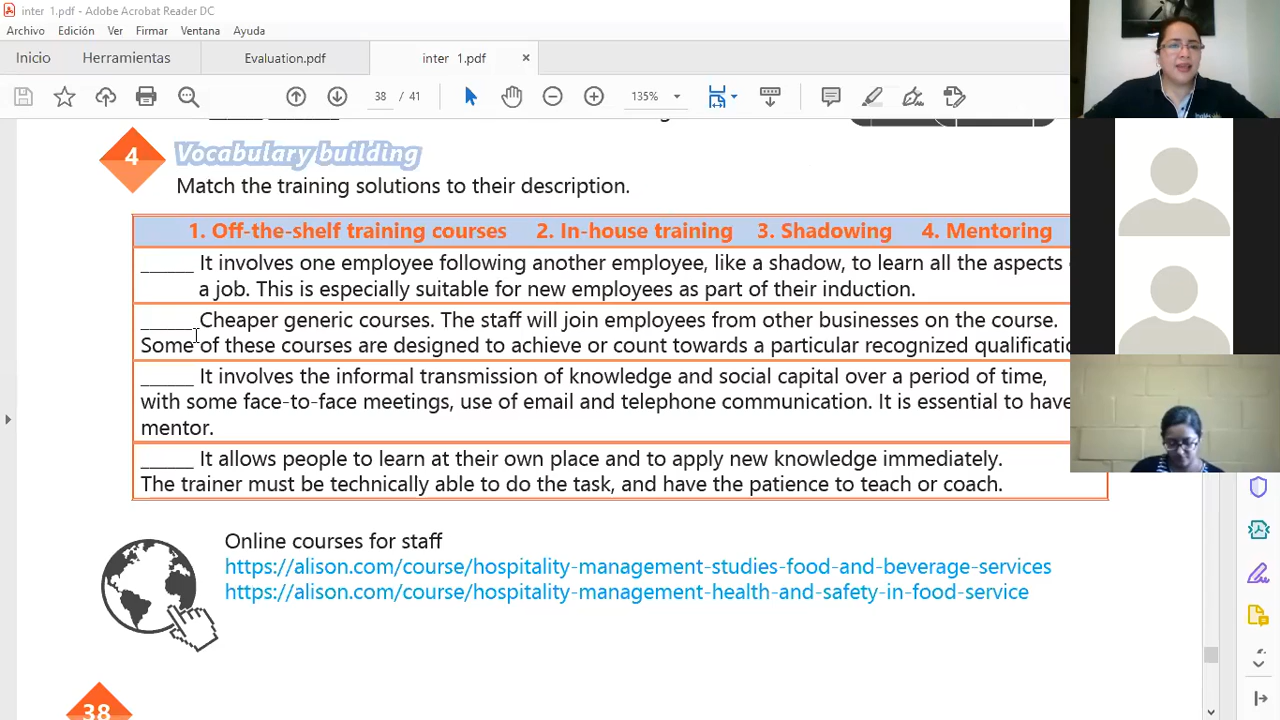 inter 1.pdf - Adobe Acrobat Reader DC
Archivo Edición Ver Firmar Ventana Ayuda
Inicio Herramientas Evaluation.pdf inter 1.pdf ×
38 / 41 135%
4 Vocabulary building
Match the training solutions to their description.
1. Off-the-shelf training courses 2. In-house training 3. Shadowing 4. Mentoring
______ It involves one employee following another employee, like a shadow, to learn all the aspects
a job. This is especially suitable for new employees as part of their induction.
______ Cheaper generic courses. The staff will join employees from other businesses on the course.
Some of these courses are designed to achieve or count towards a particular recognized
______ It involves the informal transmission of knowledge and social capital over a period of time,
with some face-to-face meetings, use of email and telephone communication. It is essential to have
mentor.
______ It allows people to learn at their own place and to apply new knowledge immediately.
The trainer must be technically able to do the task, and have the patience to teach or coach.
Online courses for staff
https://alison.com/course/hospitality-management-studies-food-and-beverage-services
https://alison.com/course/hospitality-management-health-and-safety-in-food-service
38